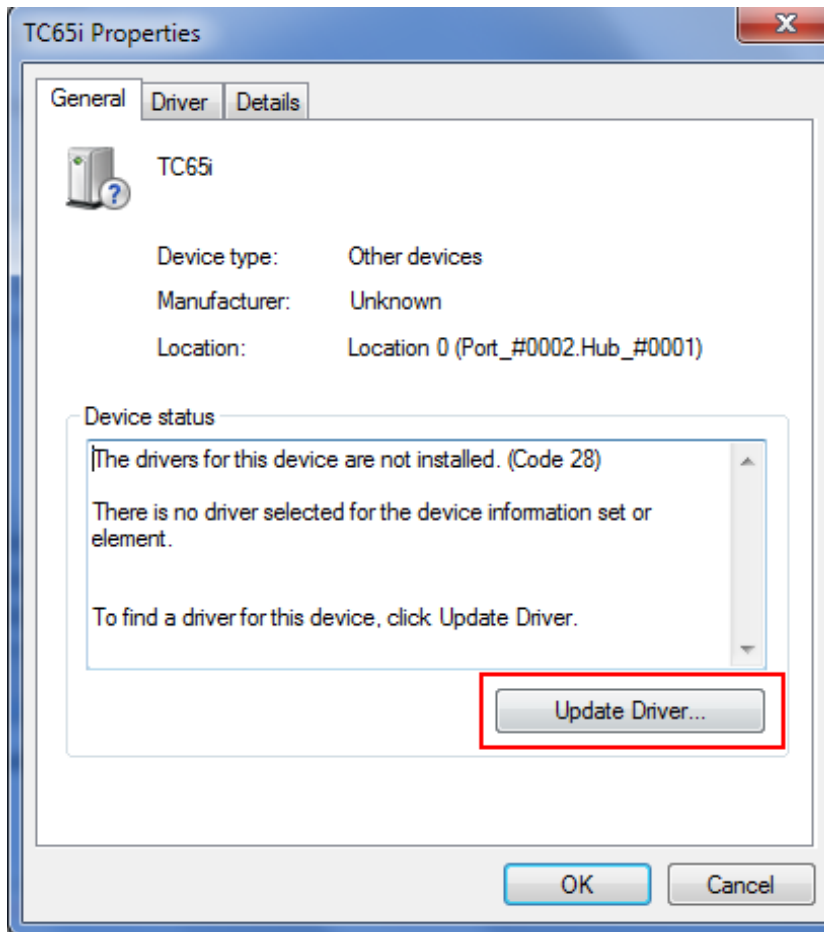 TC65i Properties
x
General Driver Details
TC65i
Device type: Other devices
Manufacturer: Unknown
Location: Location 0 (Port_#0002.Hub_#0001)
Device status
The drivers for this device are not installed. (Code 28)
There is no driver selected for the device information set or
element.
To find a driver for this device, click Update Driver.
Update Driver...
OK Cancel